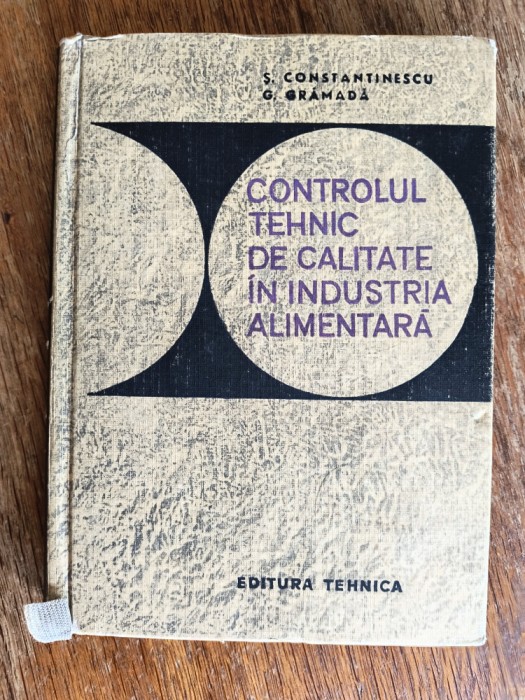 Ș. CONSTANTINESCU
G. GRĂMADĂ
CONTROLUL
TEHNIC
DE CALITATE
ÎN INDUSTRIA
ALIMENTARĂ
EDITURA TEHNICA